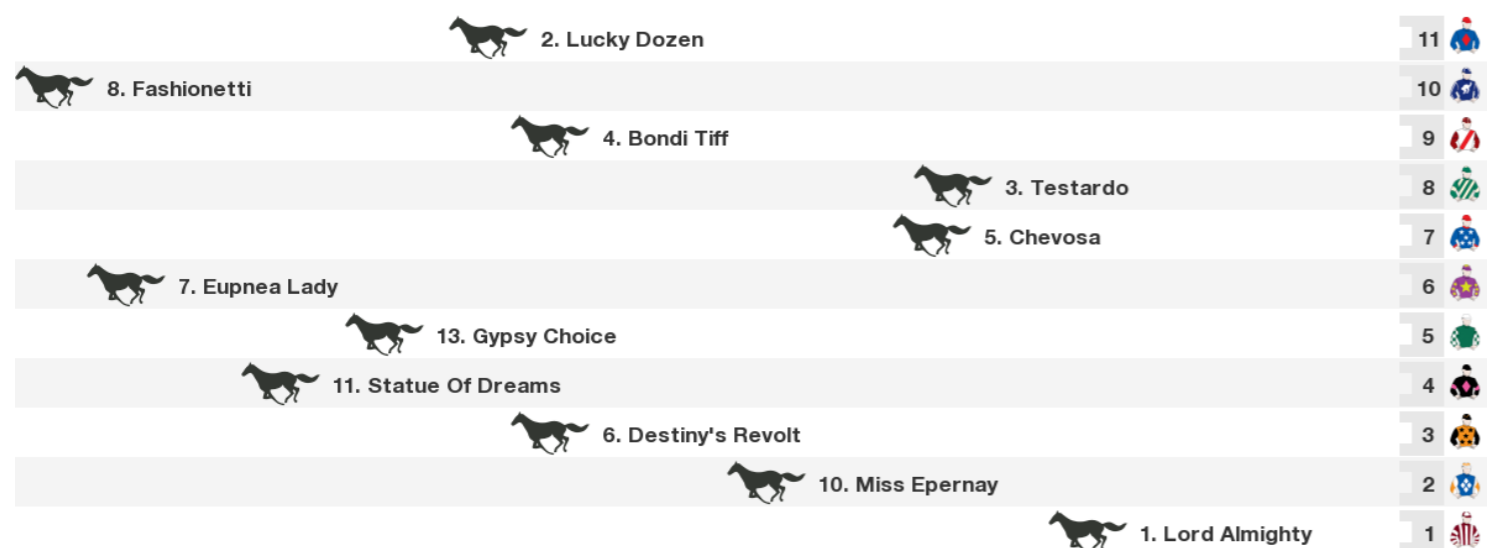 2. Lucky Dozen 11
8. Fashionetti 10
4. Bondi Tiff 9
3. Testardo 8
5. Chevosa 7
7. Eupnea Lady 6
13. Gypsy Choice 5
11. Statue Of Dreams 4
6. Destiny's Revolt 3
10. Miss Epernay 2
1. Lord Almighty 1